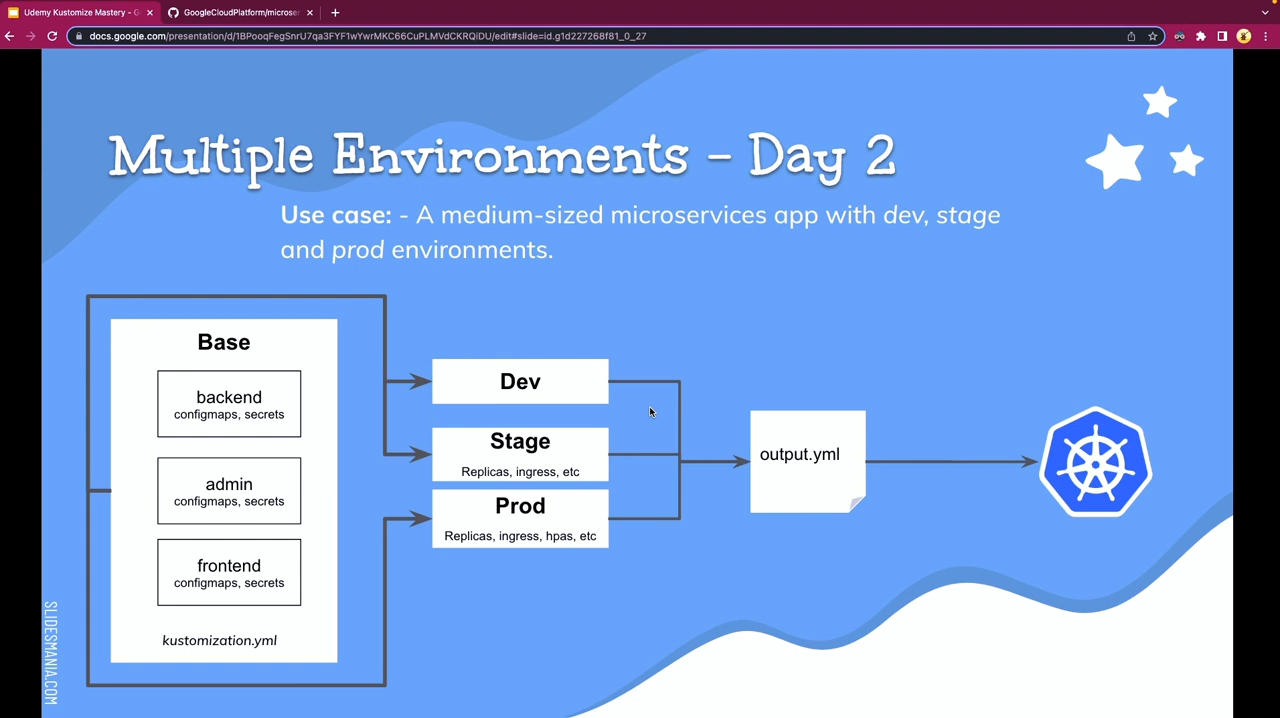 Udemy Kustomize Mastery - G
GoogleCloudPlatform/microser
docs.google.com/presentation/d/1BPooqFegSnrU7qa3FYF1wYwrMKC66CuPLMVdCKRQiDU/edit#slide=id.g1d227268f81_0_27
Multiple Environments - Day 2
Use case: - A medium-sized microservices app with dev, stage
and prod environments.
Base
backend
configmaps, secrets
admin
configmaps, secrets
frontend
configmaps, secrets
kustomization.yml
Dev
Stage
Replicas, ingress, etc
Prod
Replicas, ingress, hpas, etc
output.yml
SLIDESMANIA.COM